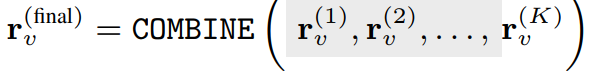 r_v^{(final)} = COMBINE ( r_v^{(1)}, r_v^{(2)}, . . . , r_v^{(K)} )